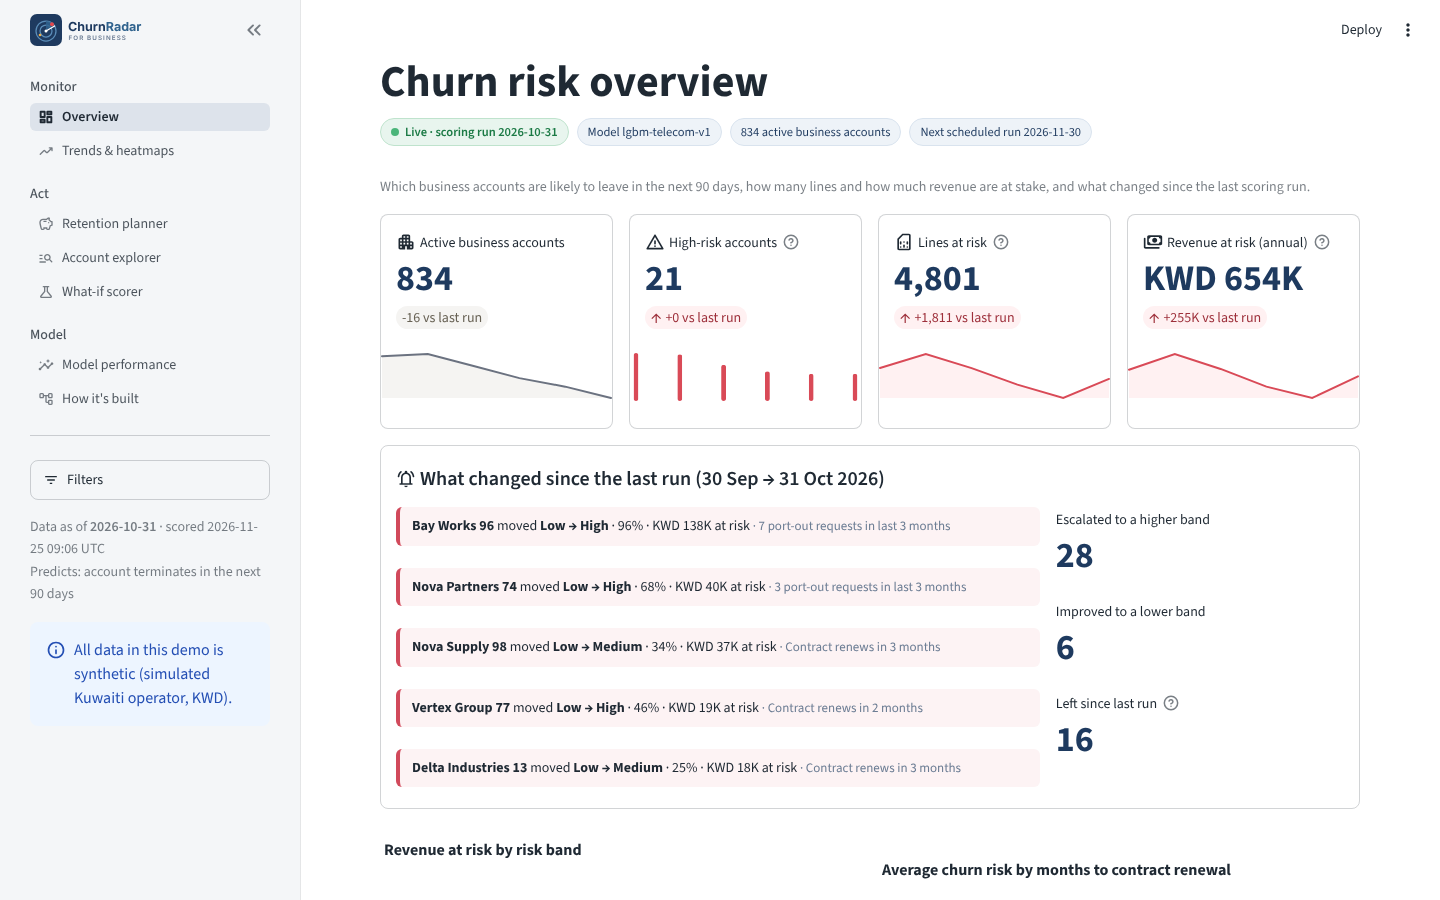 ChurnRadar
FOR BUSINESS
Monitor
Overview
Trends & heatmaps
Act
Retention planner
Account explorer
What-if scorer
Model
Model performance
How it's built
Filters
Data as of 2026-10-31 · scored 2026-11-
25 09:06 UTC
Predicts: account terminates in the next
90 days
All data in this demo is
synthetic (simulated
Kuwaiti operator, KWD).
Deploy
Churn risk overview
Live · scoring run 2026-10-31
Model lgbm-telecom-v1
834 active business accounts
Next scheduled run 2026-11-30
Which business accounts are likely to leave in the next 90 days, how many lines and how much revenue are at stake, and what changed since the last scoring run.
Active business accounts
834
-16 vs last run
High-risk accounts
21
↑ +0 vs last run
Lines at risk
4,801
↑ +1,811 vs last run
Revenue at risk (annual)
KWD 654K
↑ +255K vs last run
What changed since the last run (30 Sep → 31 Oct 2026)
Bay Works 96 moved Low → High · 96% · KWD 138K at risk · 7 port-out requests in last 3 months
Nova Partners 74 moved Low → High · 68% · KWD 40K at risk · 3 port-out requests in last 3 months
Nova Supply 98 moved Low → Medium · 34% · KWD 37K at risk · Contract renews in 3 months
Vertex Group 77 moved Low → High · 46% · KWD 19K at risk · Contract renews in 2 months
Delta Industries 13 moved Low → Medium · 25% · KWD 18K at risk · Contract renews in 3 months
Escalated to a higher band
28
Improved to a lower band
6
Left since last run
16
Revenue at risk by risk band
Average churn risk by months to contract renewal